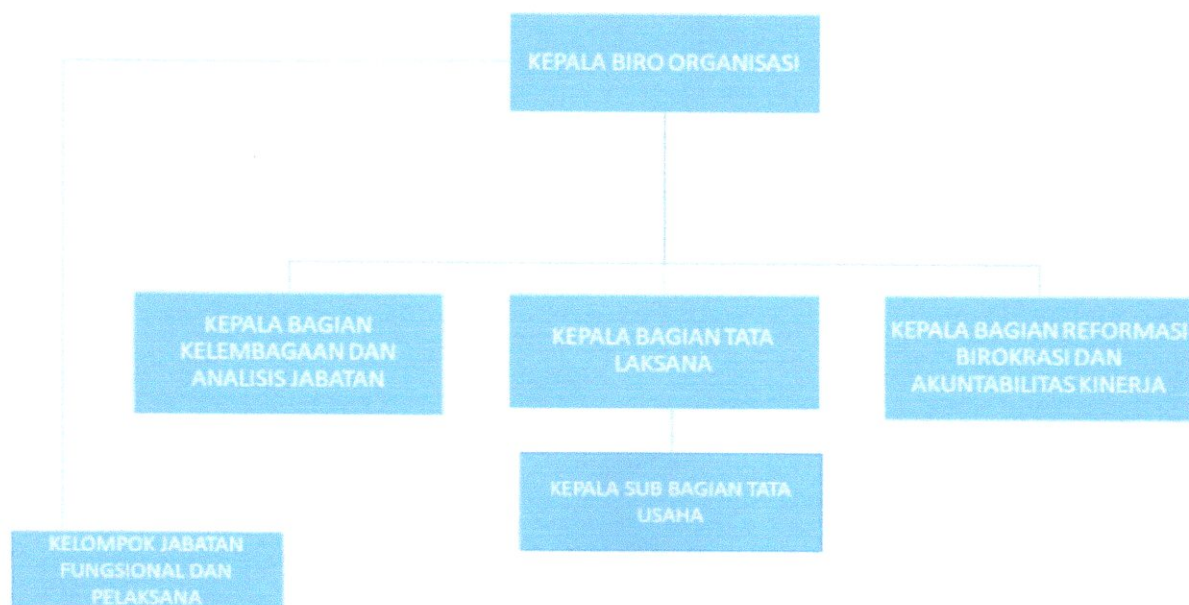 KEPALA BIRO ORGANISASI
KEPALA BAGIAN
KELEMBAGAAN DAN
ANALISIS JABATAN
KEPALA BAGIAN TATA
LAKSANA
KEPALA BAGIAN REFORMASI
BIROKRASI DAN
AKUNTABILITAS KINERJA
KEPALA SUB BAGIAN TATA
USAHA
KELOMPOK JABATAN
FUNGSIONAL DAN
PELAKSANA